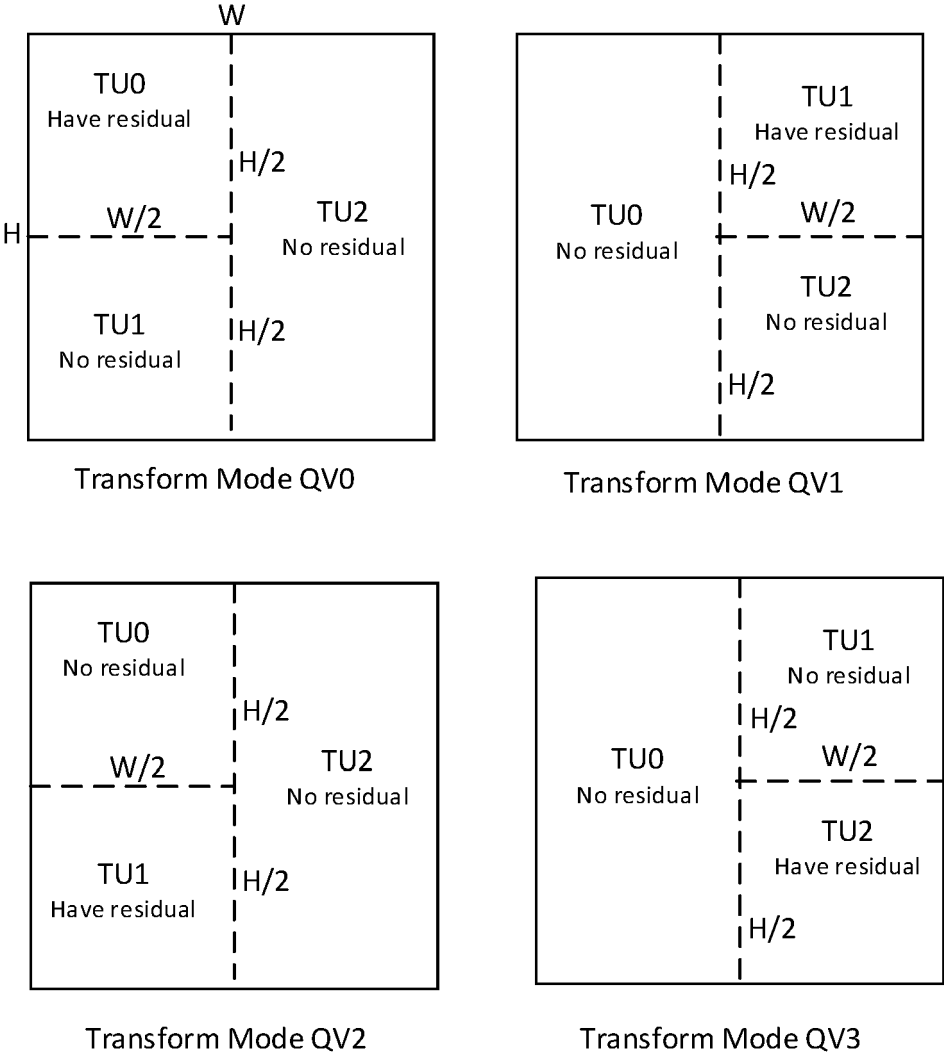 W
TU0
Have residual
H/2
W/2
H
TU2
No residual
TU1
No residual
H/2
Transform Mode QV0
TU1
Have residual
H/2
TU0
No residual
W/2
TU2
No residual
H/2
Transform Mode QV1
TU0
No residual
H/2
W/2
TU2
No residual
TU1
Have residual
H/2
Transform Mode QV2
TU1
No residual
H/2
TU0
No residual
W/2
TU2
Have residual
H/2
Transform Mode QV3